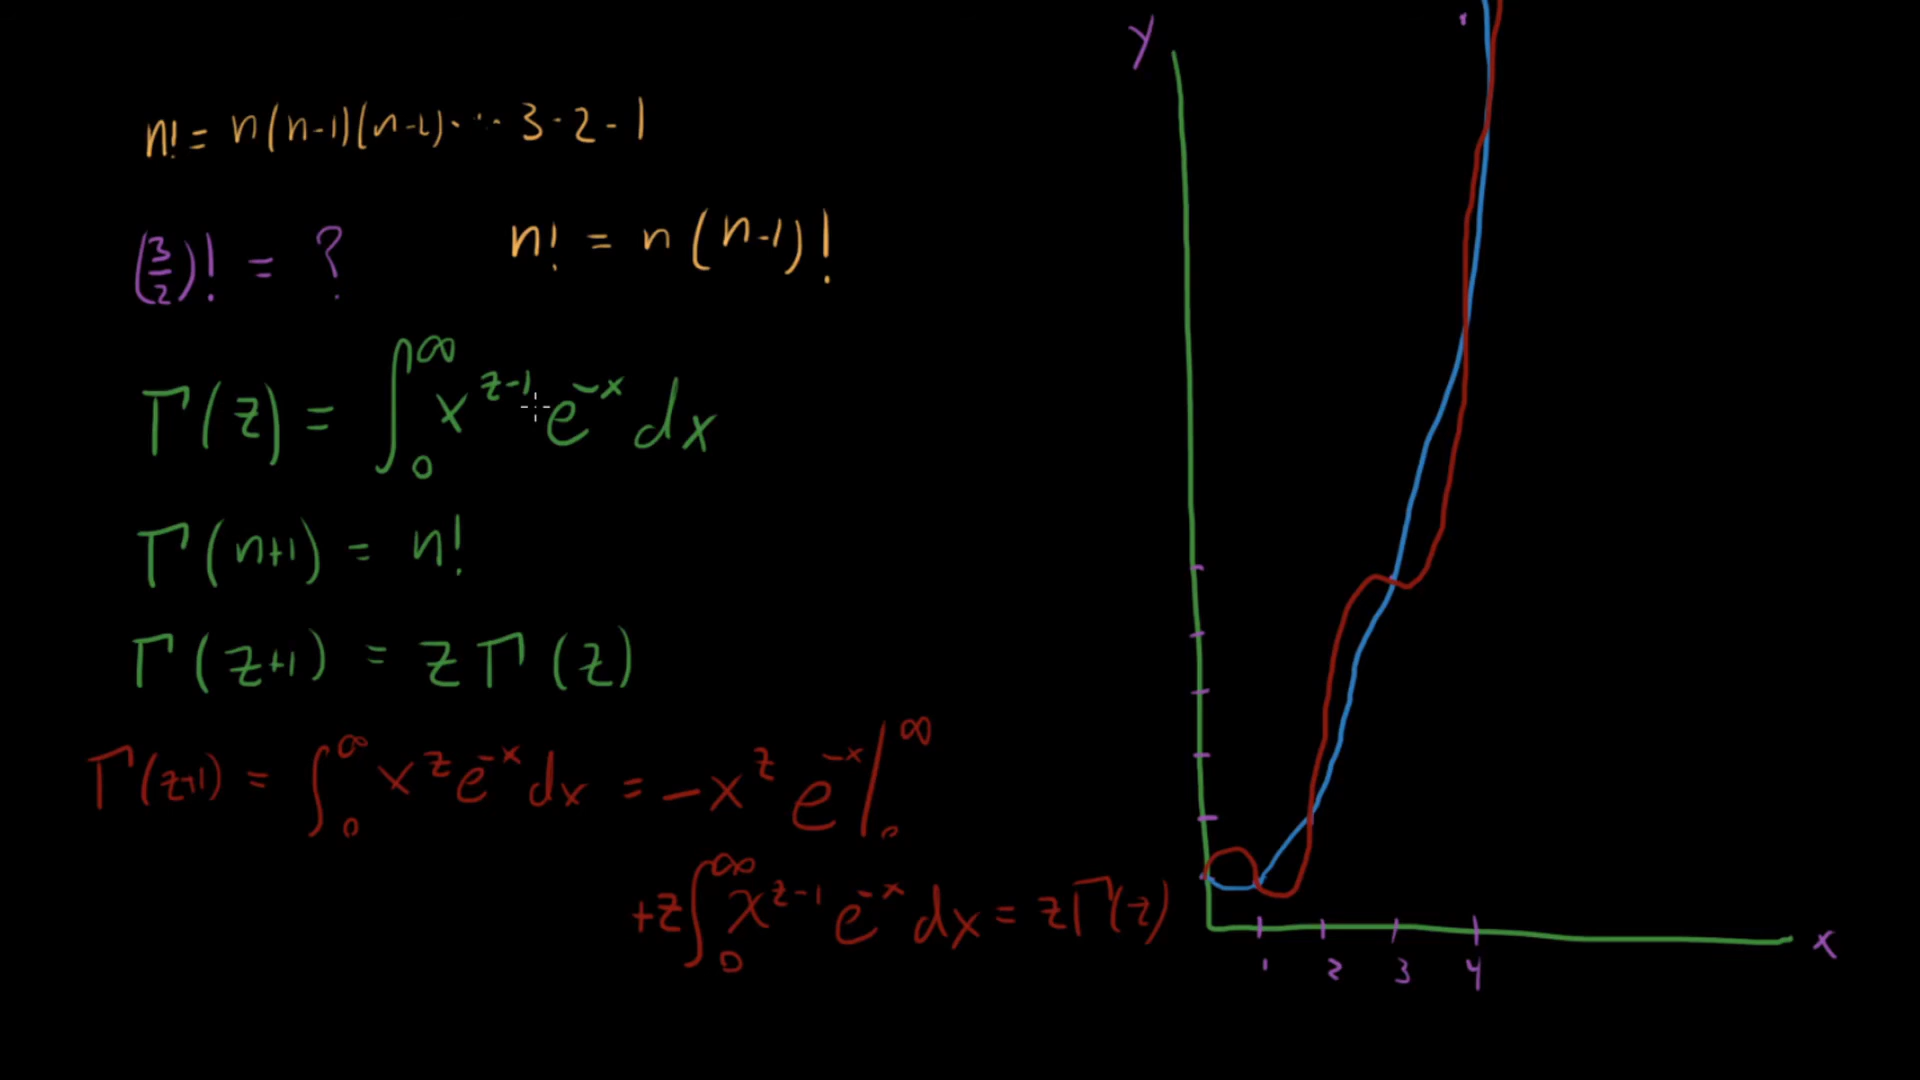 n! = n(n-1)(n-2)⋯3·2·1
(3/2)! = ?
n! = n(n-1)!
Γ(z) = ∫₀^∞ x^(z-1) e^(-x) dx
Γ(n+1) = n!
Γ(z+1) = zΓ(z)
Γ(z+1) = ∫₀^∞ x^z e^(-x) dx = -x^z e^(-x) |₀^∞
+z∫₀^∞ x^(z-1) e^(-x) dx = zΓ(z)
y
x
1 2 3 4